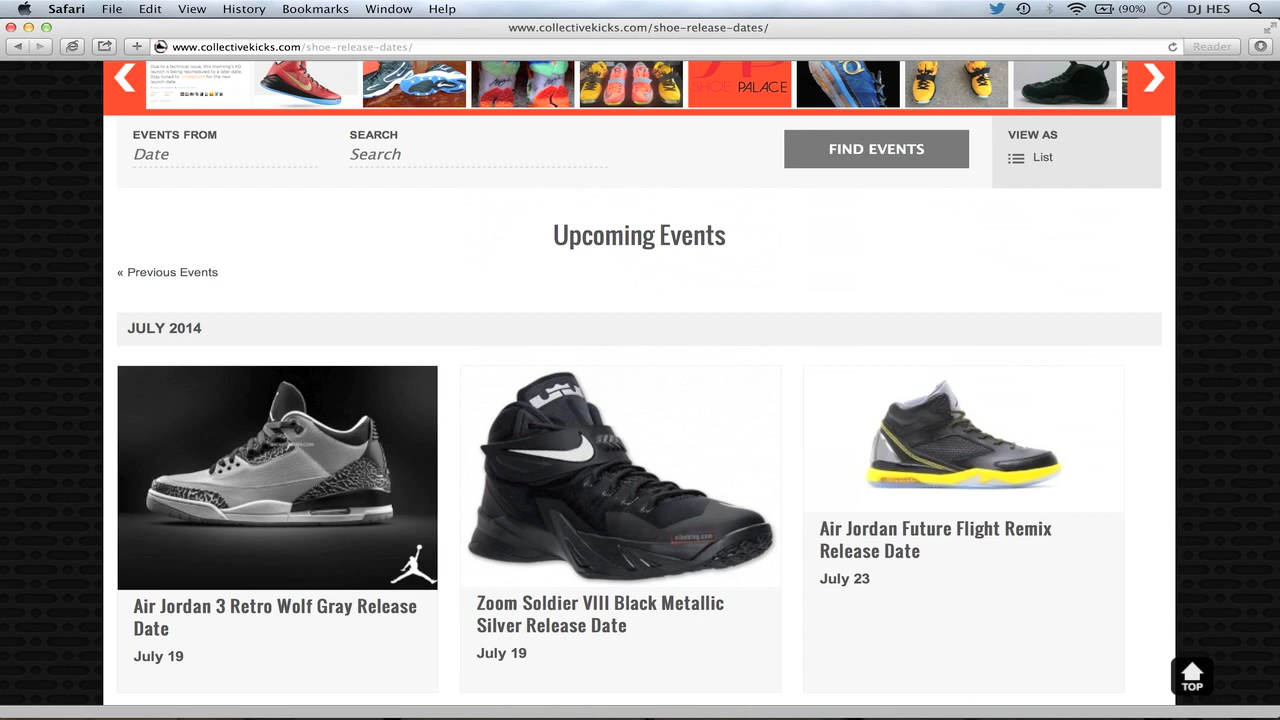 Safari File Edit View History Bookmarks Window Help (90%) DJ HES
www.collectivekicks.com/shoe-release-dates/
www.collectivekicks.com/shoe-release-dates/ Reader
SHOE PALACE
EVENTS FROM SEARCH VIEW AS
Date Search FIND EVENTS List
Upcoming Events
« Previous Events
JULY 2014
Air Jordan 3 Retro Wolf Gray Release
Date
July 19
Zoom Soldier VIII Black Metallic
Silver Release Date
July 19
Air Jordan Future Flight Remix
Release Date
July 23
TOP